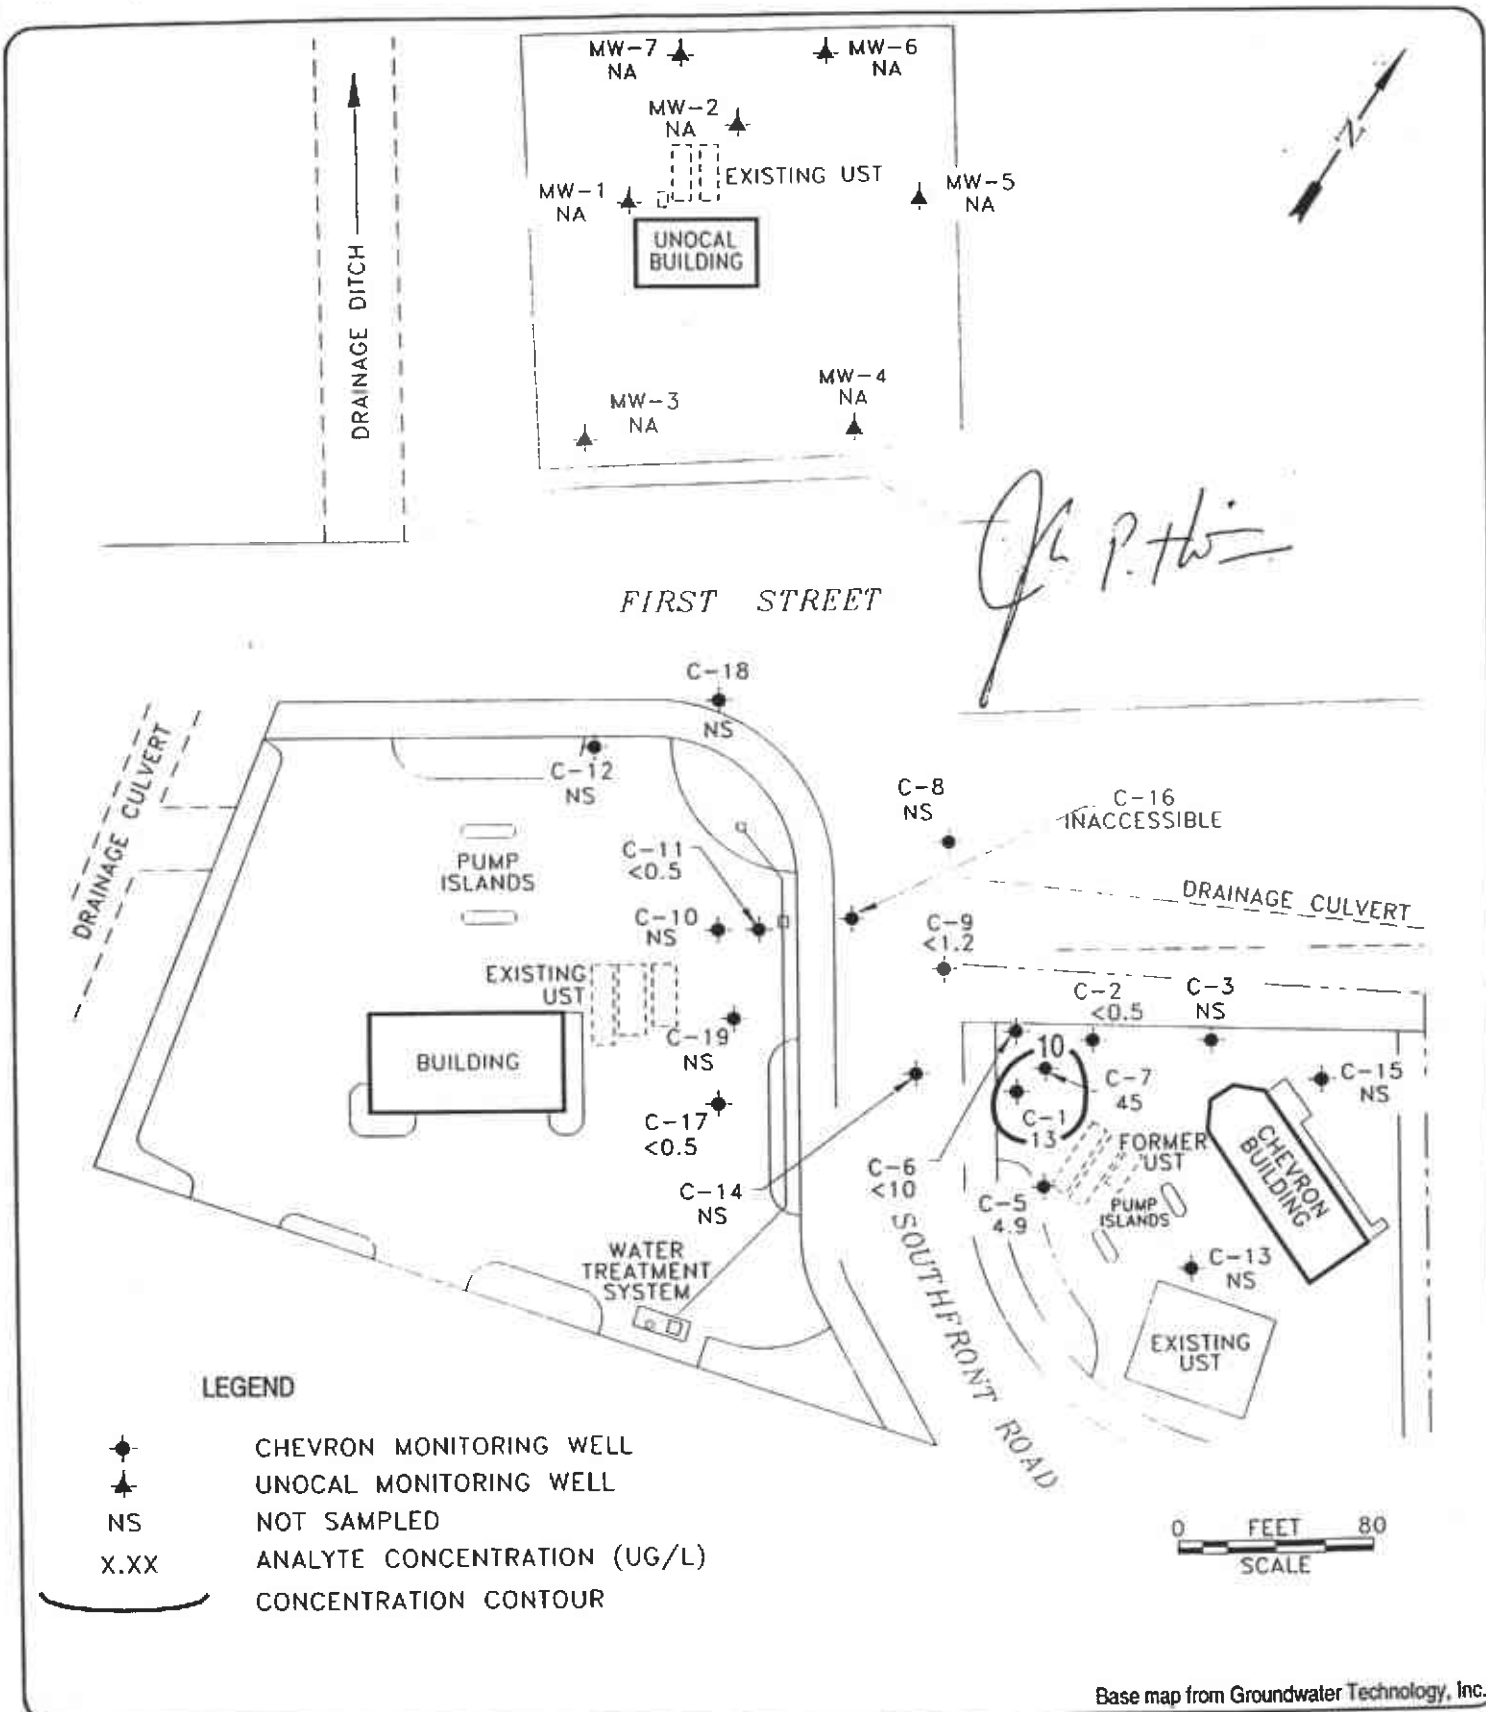 MW-7
NA
MW-6
NA
MW-2
NA
EXISTING UST
MW-1
NA
MW-5
NA
UNOCAL
BUILDING
N
DRAINAGE DITCH
MW-3
NA
MW-4
NA
FIRST STREET
C-18
NS
C-12
NS
DRAINAGE CULVERT
PUMP
ISLANDS
C-11
<0.5
C-10
NS
C-8
NS
C-16
INACCESSIBLE
DRAINAGE CULVERT
C-9
<1.2
EXISTING
UST
C-19
NS
BUILDING
C-17
<0.5
C-14
NS
C-2
<0.5
C-3
NS
10
C-7
45
C-1
13
C-15
NS
FORMER
UST
CHEVRON
BUILDING
C-6
<10
C-5
4.9
PUMP
ISLANDS
C-13
NS
EXISTING
UST
SOUTHFRONT ROAD
WATER
TREATMENT
SYSTEM
LEGEND
CHEVRON MONITORING WELL
UNOCAL MONITORING WELL
NS NOT SAMPLED
X.XX ANALYTE CONCENTRATION (UG/L)
CONCENTRATION CONTOUR
0 FEET 80
SCALE
Base map from Groundwater Technology, Inc.